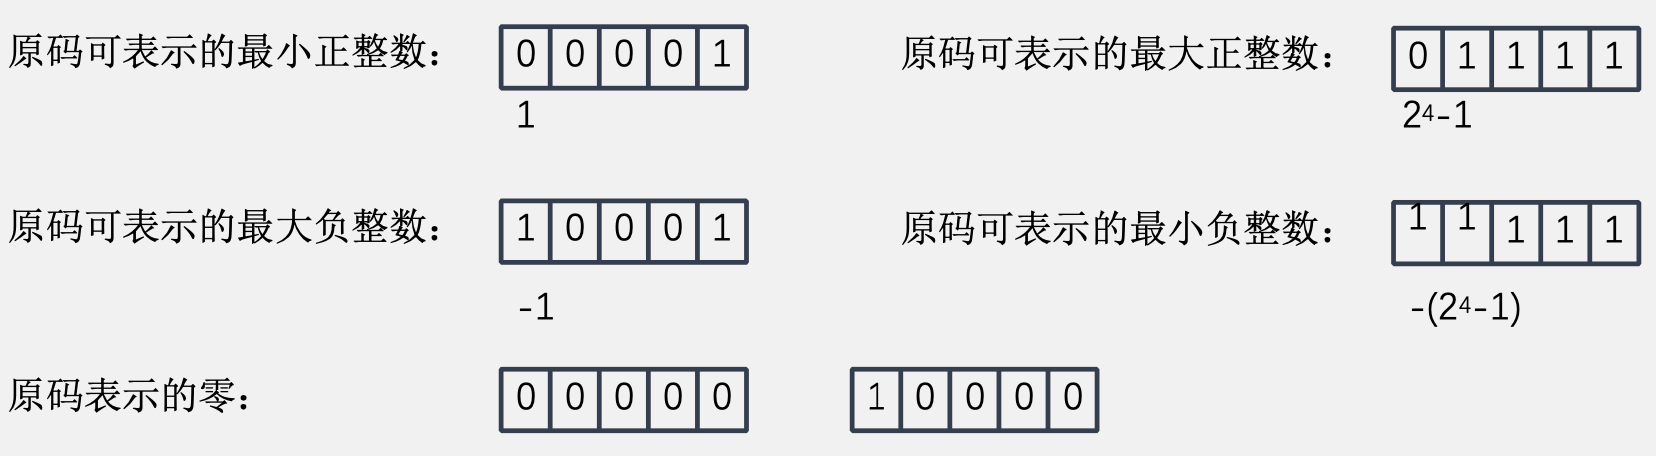 原码可表示的最小正整数: 0 0 0 0 1 原码可表示的最大正整数: 0 1 1 1 1
1 2⁴-1
原码可表示的最大负整数: 1 0 0 0 1 原码可表示的最小负整数: 1 1 1 1 1
-1 -(2⁴-1)
原码表示的零: 0 0 0 0 0 1 0 0 0 0